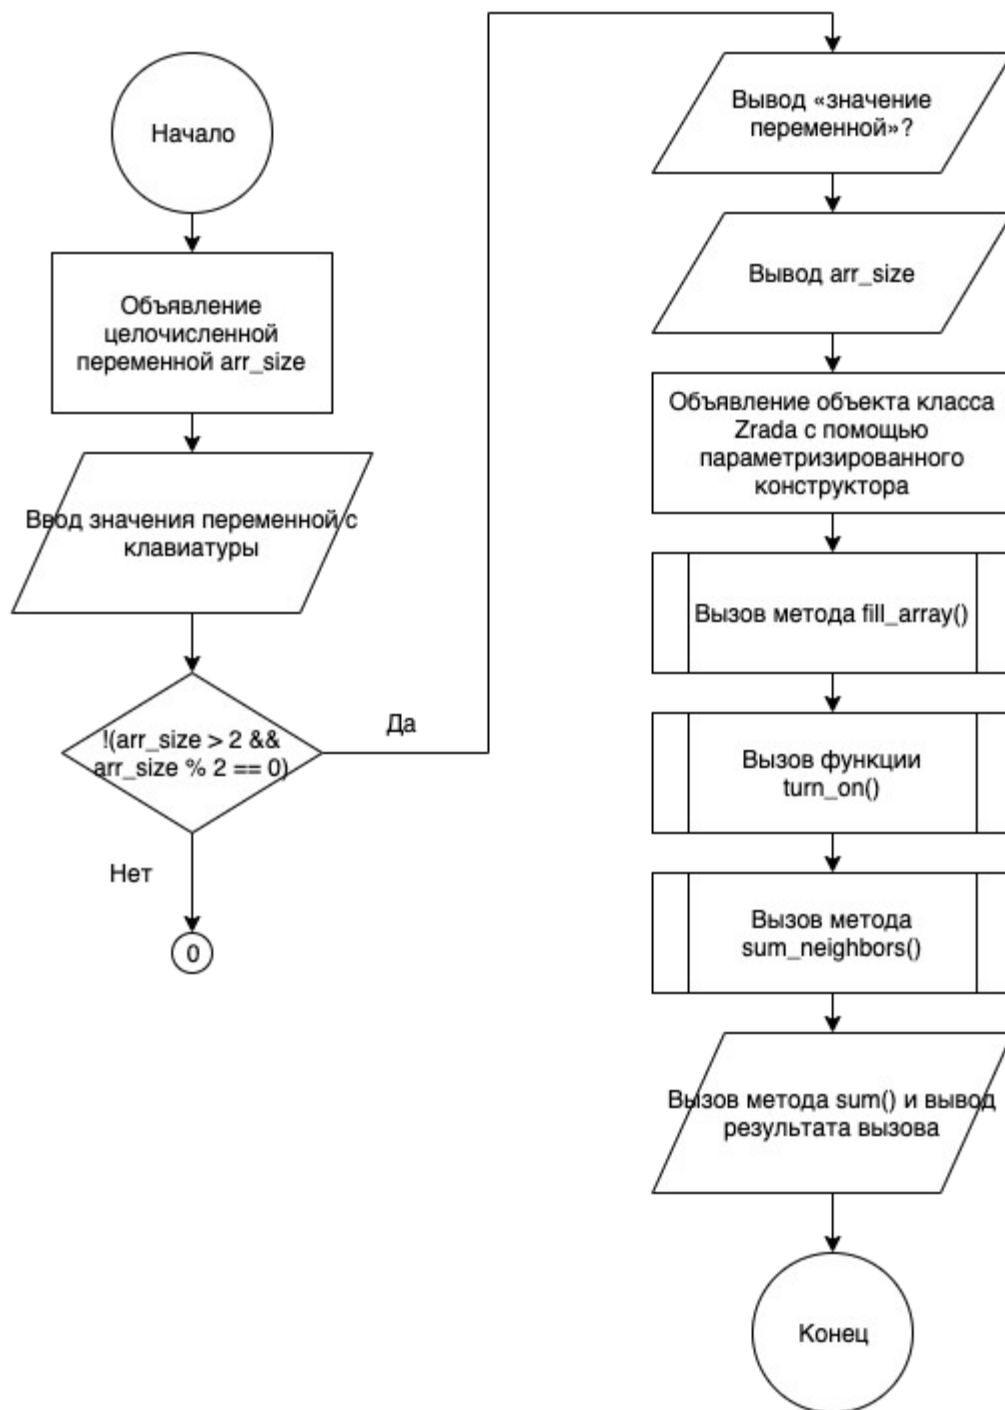 Начало
Объявление
целочисленной
переменной arr_size
Ввод значения переменной с
клавиатуры
!(arr_size > 2 &&
arr_size % 2 == 0)
Да
Нет
0
Вывод «значение
переменной»?
Вывод arr_size
Объявление объекта класса
Zrada с помощью
параметризированного
конструктора
Вызов метода fill_array()
Вызов функции
turn_on()
Вызов метода
sum_neighbors()
Вызов метода sum() и вывод
результата вызова
Конец